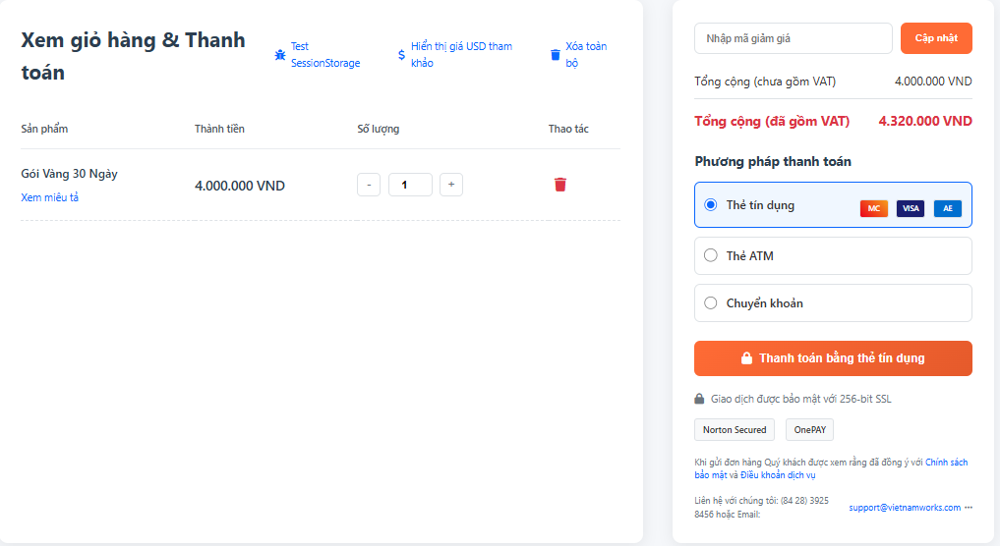 Xem giỏ hàng & Thanh
toán
Test
SessionStorage
Hiển thị giá USD tham
khảo
Xóa toàn
bộ
Sản phẩm
Thành tiền
Số lượng
Thao tác
Gói Vàng 30 Ngày
Xem miêu tả
4.000.000 VND
-
1
+
Nhập mã giảm giá
Cập nhật
Tổng cộng (chưa gồm VAT)
4.000.000 VND
Tổng cộng (đã gồm VAT)
4.320.000 VND
Phương pháp thanh toán
Thẻ tín dụng
MC
VISA
AE
Thẻ ATM
Chuyển khoản
Thanh toán bằng thẻ tín dụng
Giao dịch được bảo mật với 256-bit SSL
Norton Secured
OnePAY
Khi gửi đơn hàng Quý khách được xem rằng đã đồng ý với Chính sách
bảo mật và Điều khoản dịch vụ
Liên hệ với chúng tôi: (84 28) 3925
8456 hoặc Email:
support@vietnamworks.com ···